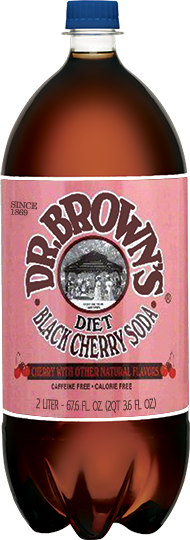 SINCE
1869
DR. BROWN'S
DIET
BLACK CHERRY SODA
®
CHERRY WITH OTHER NATURAL FLAVORS
CAFFEINE FREE • CALORIE FREE
2 LITER - 67.6 FL OZ (2QT 3.6 FL OZ)